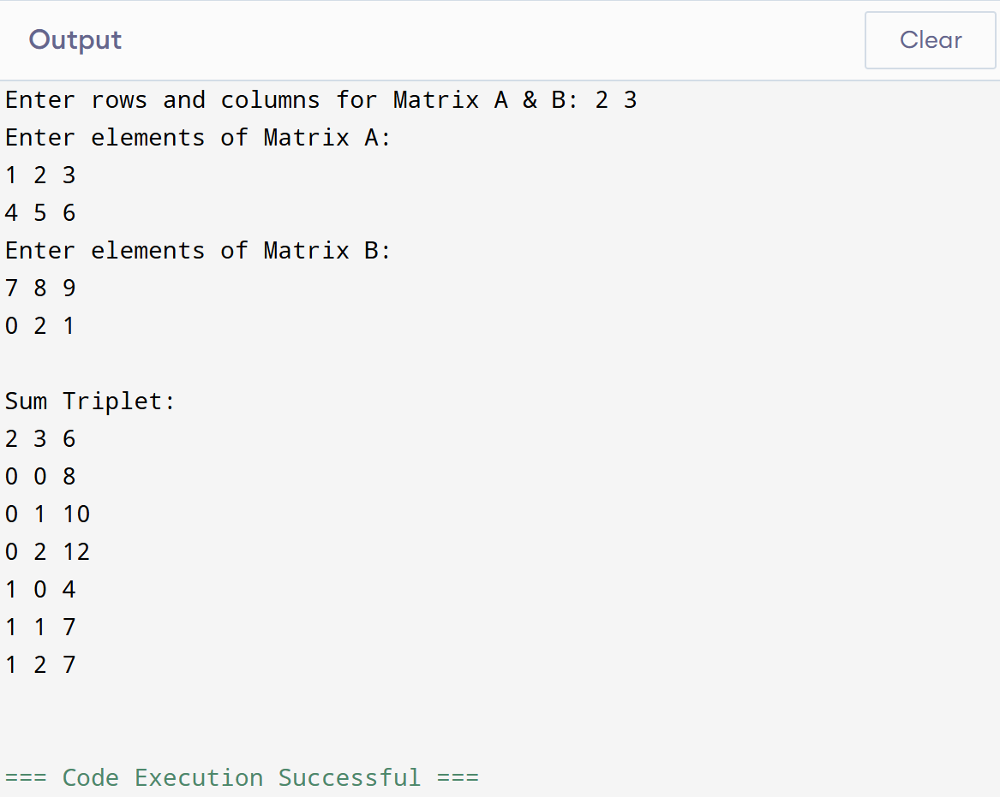 Output
Clear
Enter rows and columns for Matrix A & B: 2 3
Enter elements of Matrix A:
1 2 3
4 5 6
Enter elements of Matrix B:
7 8 9
0 2 1
Sum Triplet:
2 3 6
0 0 8
0 1 10
0 2 12
1 0 4
1 1 7
1 2 7
=== Code Execution Successful ===